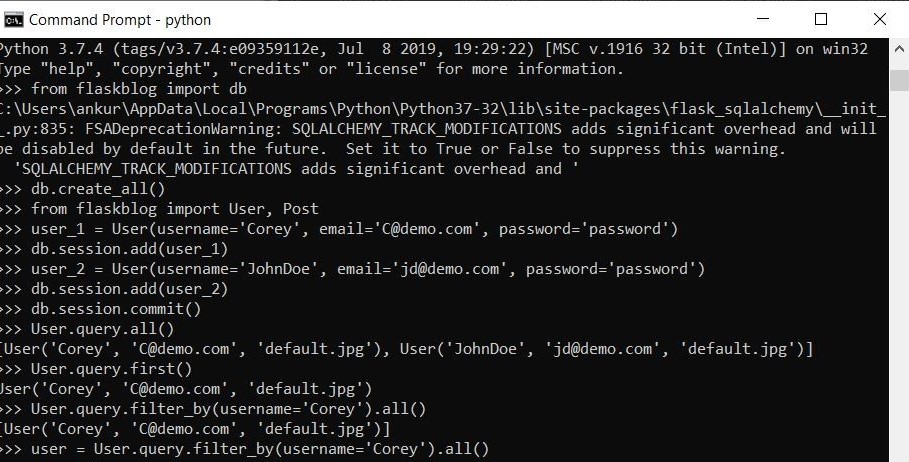 Command Prompt - python
Python 3.7.4 (tags/v3.7.4:e09359112e, Jul  8 2019, 19:29:22) [MSC v.1916 32 bit (Intel)] on win32
Type "help", "copyright", "credits" or "license" for more information.
>>> from flaskblog import db
C:\Users\ankur\AppData\Local\Programs\Python\Python37-32\lib\site-packages\flask_sqlalchemy\__init_
_.py:835: FSADeprecationWarning: SQLALCHEMY_TRACK_MODIFICATIONS adds significant overhead and will
be disabled by default in the future.  Set it to True or False to suppress this warning.
  'SQLALCHEMY_TRACK_MODIFICATIONS adds significant overhead and '
>>> db.create_all()
>>> from flaskblog import User, Post
>>> user_1 = User(username='Corey', email='C@demo.com', password='password')
>>> db.session.add(user_1)
>>> user_2 = User(username='JohnDoe', email='jd@demo.com', password='password')
>>> db.session.add(user_2)
>>> db.session.commit()
>>> User.query.all()
[User('Corey', 'C@demo.com', 'default.jpg'), User('JohnDoe', 'jd@demo.com', 'default.jpg')]
>>> User.query.first()
User('Corey', 'C@demo.com', 'default.jpg')
>>> User.query.filter_by(username='Corey').all()
[User('Corey', 'C@demo.com', 'default.jpg')]
>>> user = User.query.filter_by(username='Corey').all()